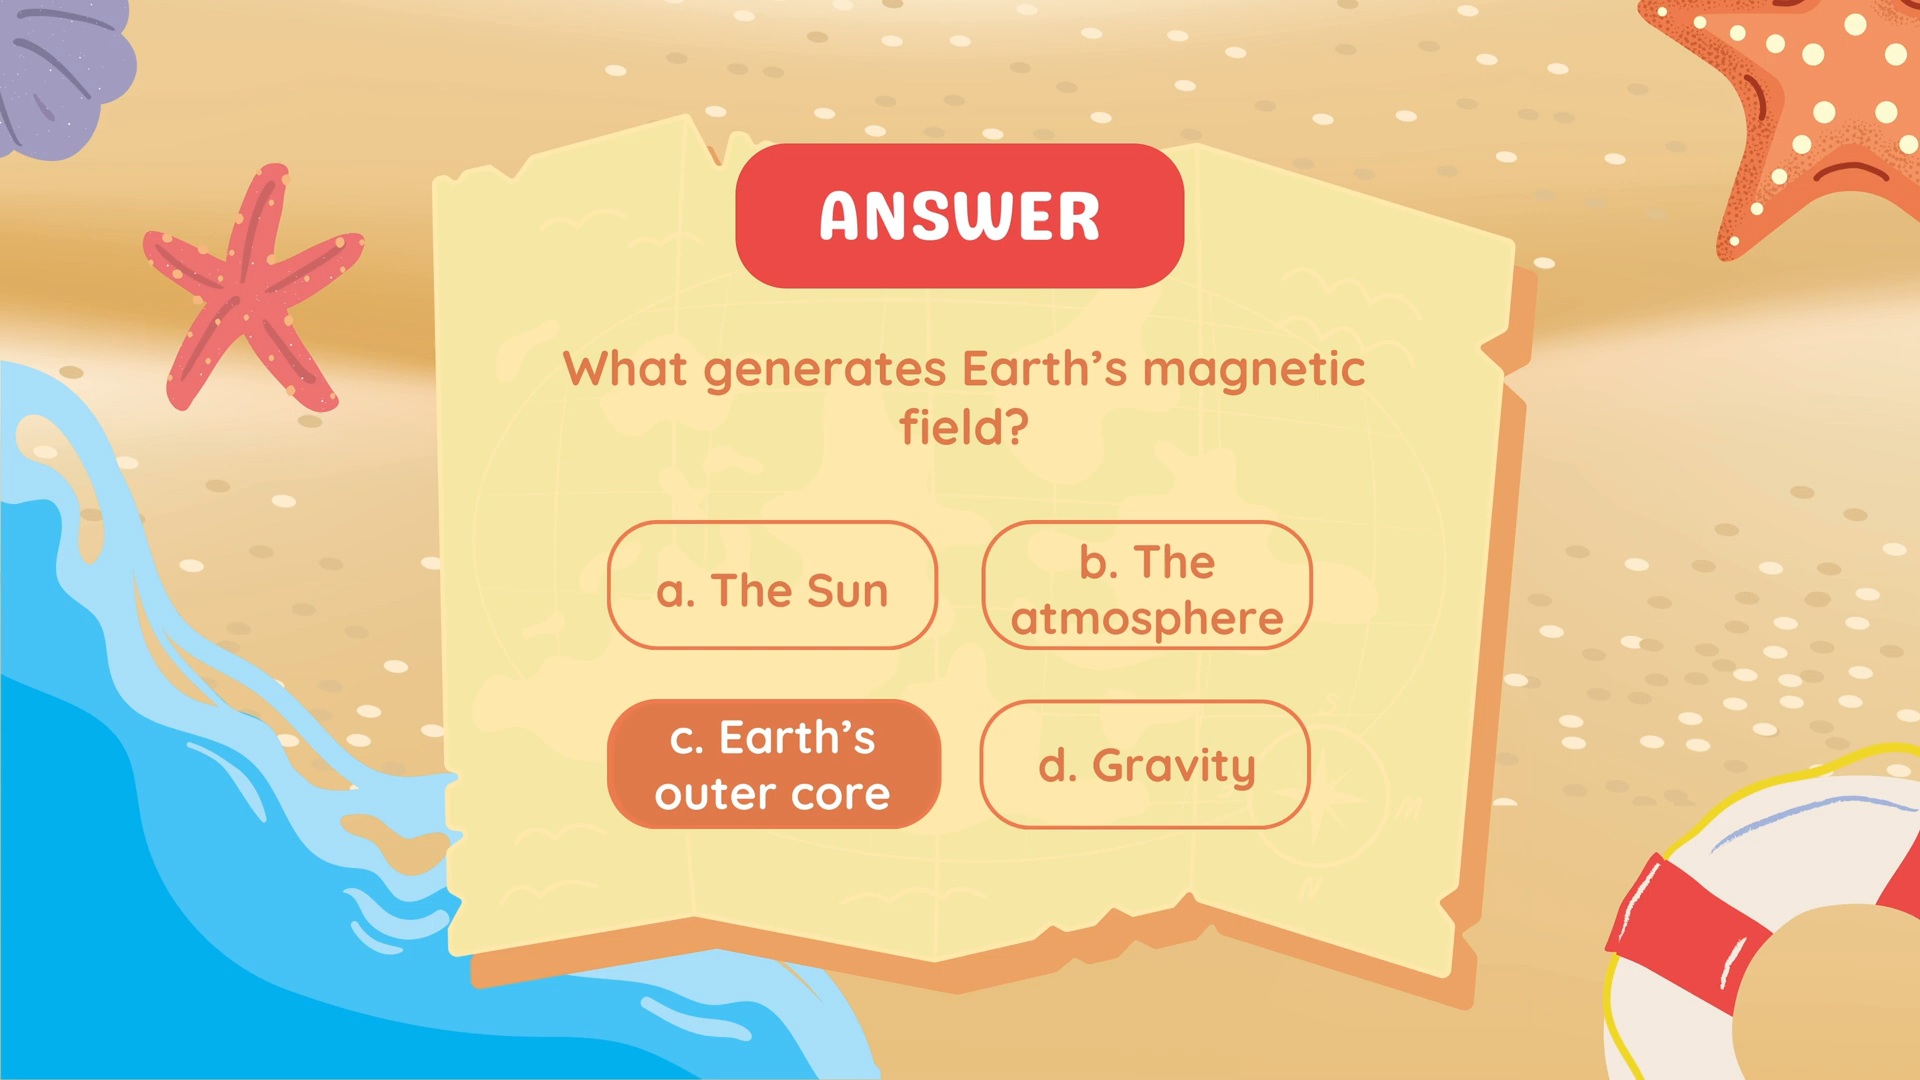 ANSWER
What generates Earth’s magnetic
field?
a. The Sun
b. The
atmosphere
c. Earth’s
outer core
d. Gravity
S
M
N